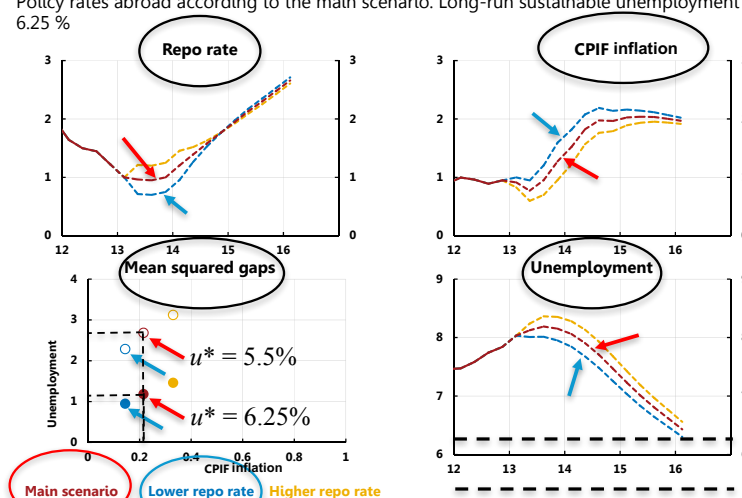 Policy rates abroad according to the main scenario. Long-run sustainable unemployment
6.25 %
Repo rate
3
2
1
0
3
2
1
0
12 13 14 15 16
CPIF inflation
3
2
1
0
12 13 14 15 16
Mean squared gaps
4
3
2
1
0
Unemployment
u* = 5.5%
u* = 6.25%
0 0.2 0.4 0.6 0.8 1
CPIF inflation
Unemployment
9
8
7
6
12 13 14 15 16
Main scenario Lower repo rate Higher repo rate